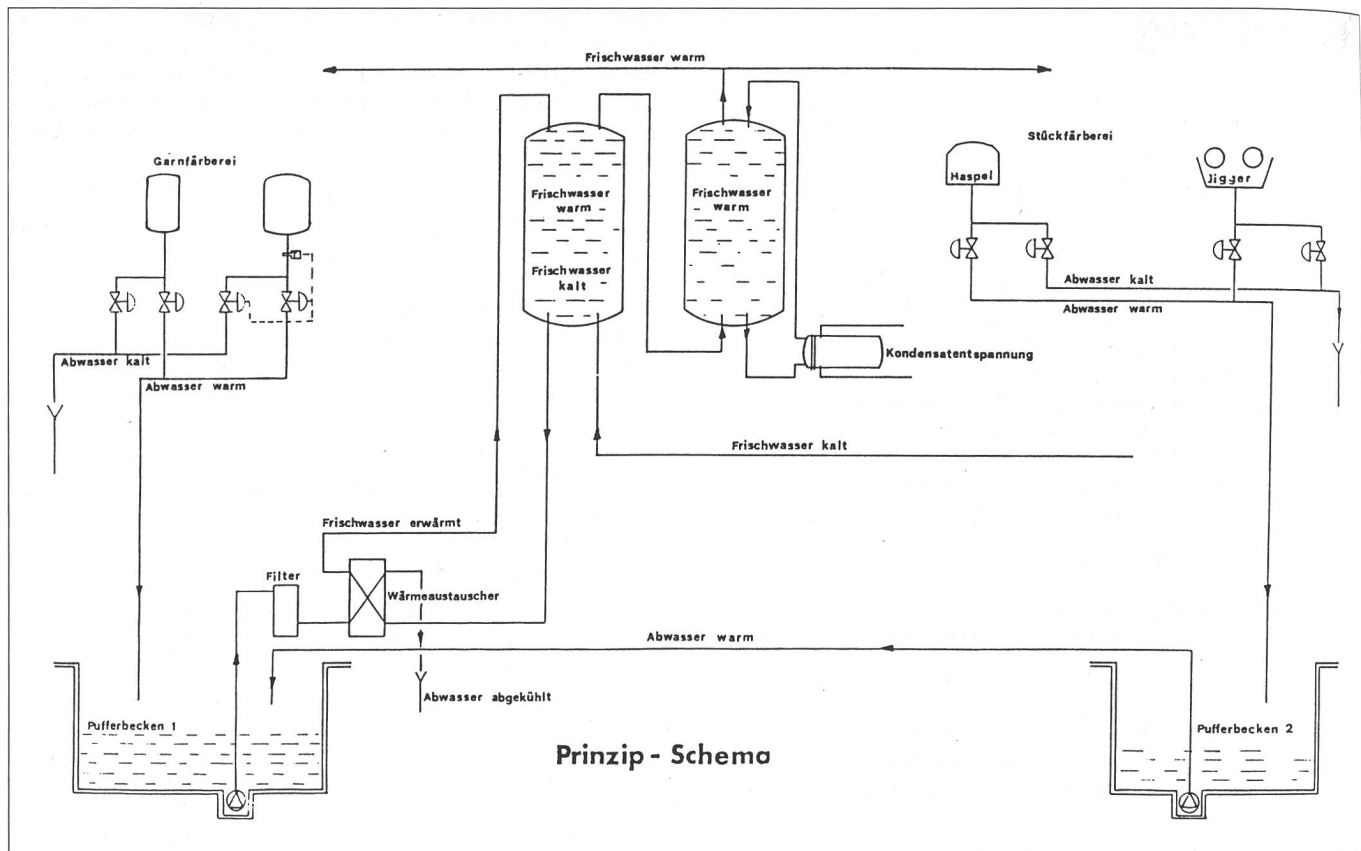 Frischwasser warm
Garnfärberei
Stückfärberei
Haspel
Jigger
Frischwasser
warm
Frischwasser
kalt
Frischwasser
warm
Abwasser kalt
Abwasser warm
Kondensatentspannung
Abwasser kalt
Abwasser warm
Frischwasser kalt
Frischwasser erwärmt
Filter
Wärmeaustauscher
Abwasser warm
Abwasser abgekühlt
Pufferbecken 1
Pufferbecken 2
Prinzip - Schema